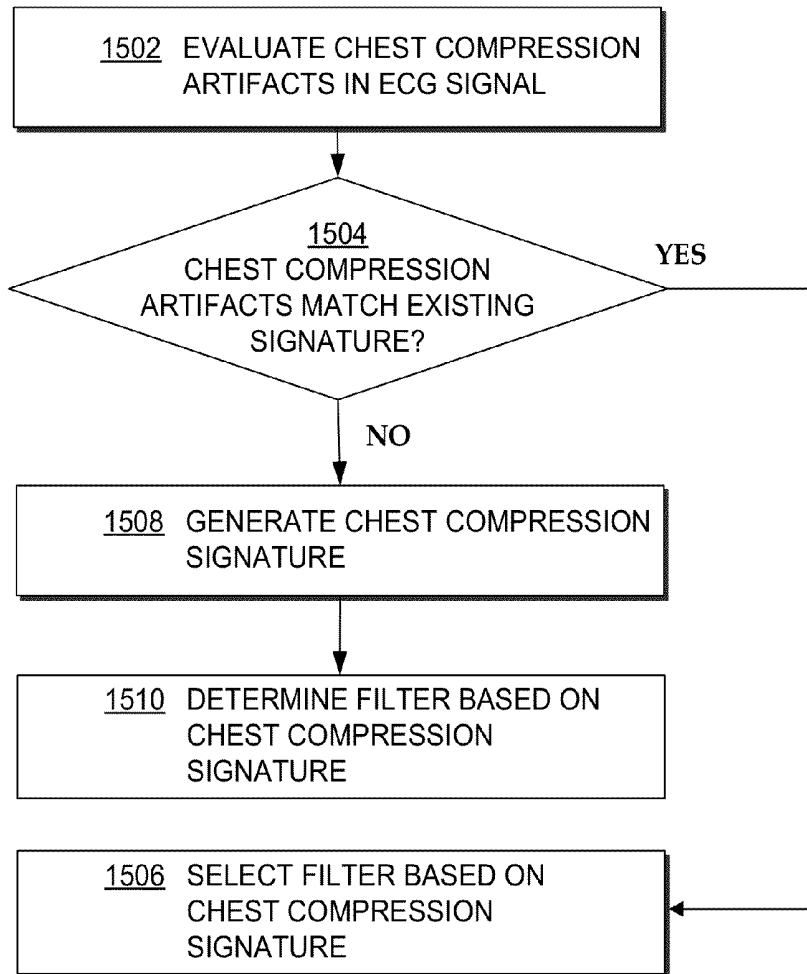 1502 EVALUATE CHEST COMPRESSION
ARTIFACTS IN ECG SIGNAL
1504
CHEST COMPRESSION
ARTIFACTS MATCH EXISTING
SIGNATURE?
YES
NO
1508 GENERATE CHEST COMPRESSION
SIGNATURE
1510 DETERMINE FILTER BASED ON
CHEST COMPRESSION
SIGNATURE
1506 SELECT FILTER BASED ON
CHEST COMPRESSION
SIGNATURE